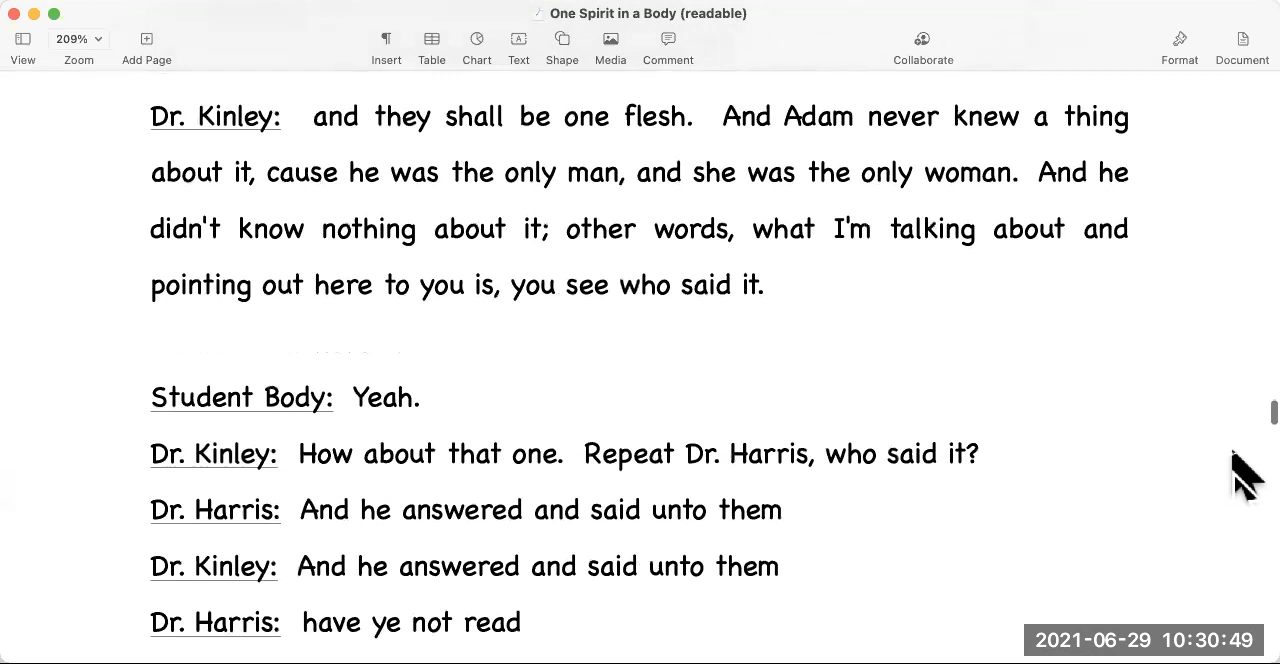 One Spirit in a Body (readable)
209%
View Zoom Add Page Insert Table Chart Text Shape Media Comment Collaborate Format Document
Dr. Kinley: and they shall be one flesh. And Adam never knew a thing
about it, cause he was the only man, and she was the only woman. And he
didn't know nothing about it; other words, what I'm talking about and
pointing out here to you is, you see who said it.
Student Body: Yeah.
Dr. Kinley: How about that one. Repeat Dr. Harris, who said it?
Dr. Harris: And he answered and said unto them
Dr. Kinley: And he answered and said unto them
Dr. Harris: have ye not read
2021-06-29 10:30:49